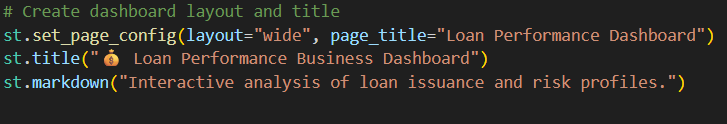 # Create dashboard layout and title
st.set_page_config(layout="wide", page_title="Loan Performance Dashboard")
st.title("💰 Loan Performance Business Dashboard")
st.markdown("Interactive analysis of loan issuance and risk profiles.")